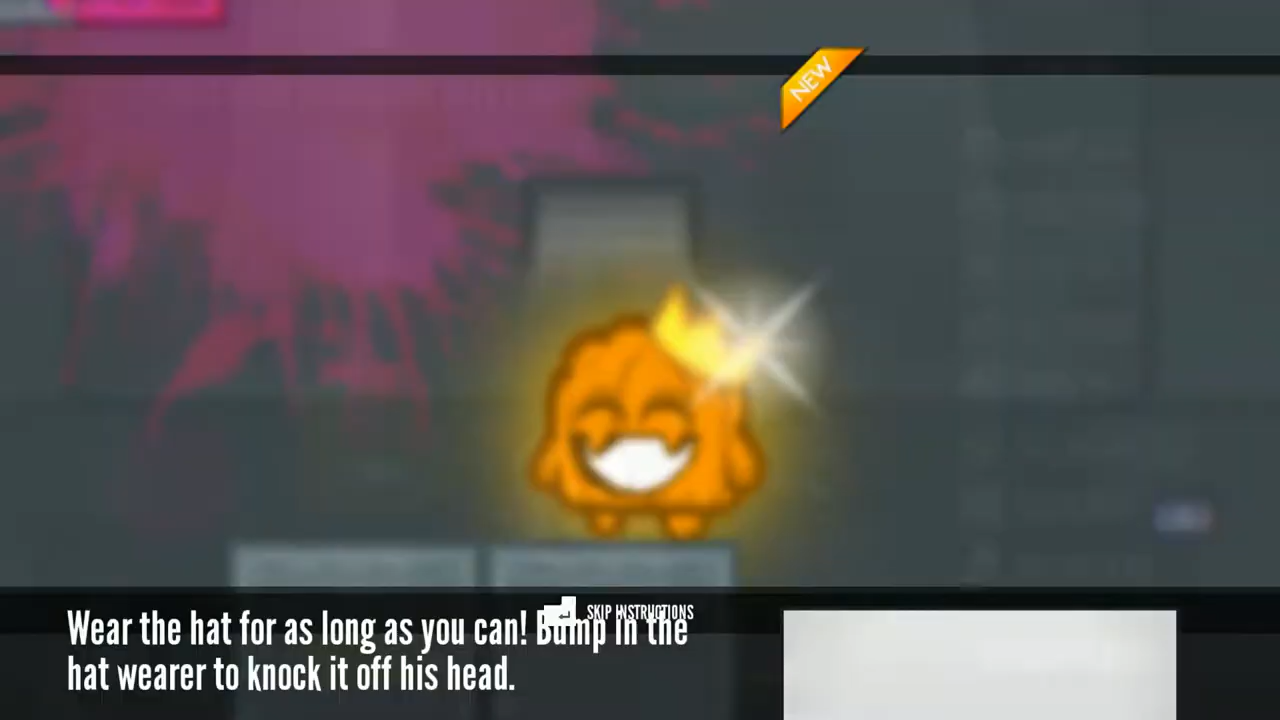 NEW
SKIP INSTRUCTIONS
Wear the hat for as long as you can! Bump in the
hat wearer to knock it off his head.